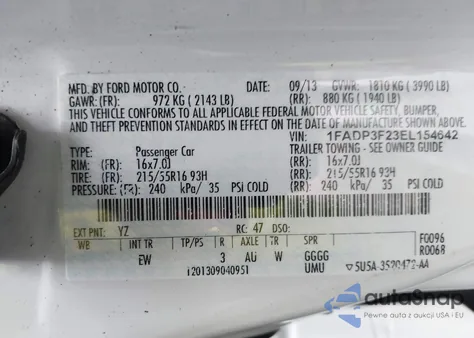 MFD. BY FORD MOTOR CO. DATE: 09/13 GVWR: 1810 KG ( 3990 LB)
GAWR: (FR) 972 KG ( 2143 LB) (RR): 880 KG ( 1940 LB)
THIS VEHICLE CONFORMS TO ALL APPLICABLE FEDERAL MOTOR VEHICLE SAFETY, BUMPER,
AND THEFT PREVENTION STANDARDS IN EFFECT ON THE DATE OF MANUFACTURE SHOWN ABOVE.
VIN: 1FADP3F23EL154642
TYPE: Passenger Car TRAILER TOWING - SEE OWNER GUIDE
RIM: (FR) 16x7.0J (RR): 16x7.0J
TIRE: (FR) 215/55R16 93H (RR): 215/55R16 93H
PRESSURE: (FR) 240 kPa/ 35 PSI COLD (RR): 240 kPa/ 35 PSI COLD
EXT PNT: YZ RC: 47 DSO:
WB INT TR TP/PS R AXLE TR SPR F0096
EW 3 AU W GGGG R0068
1201309040951 UMU
autaSnap
Pewne auta z aukcji w USA i EU!